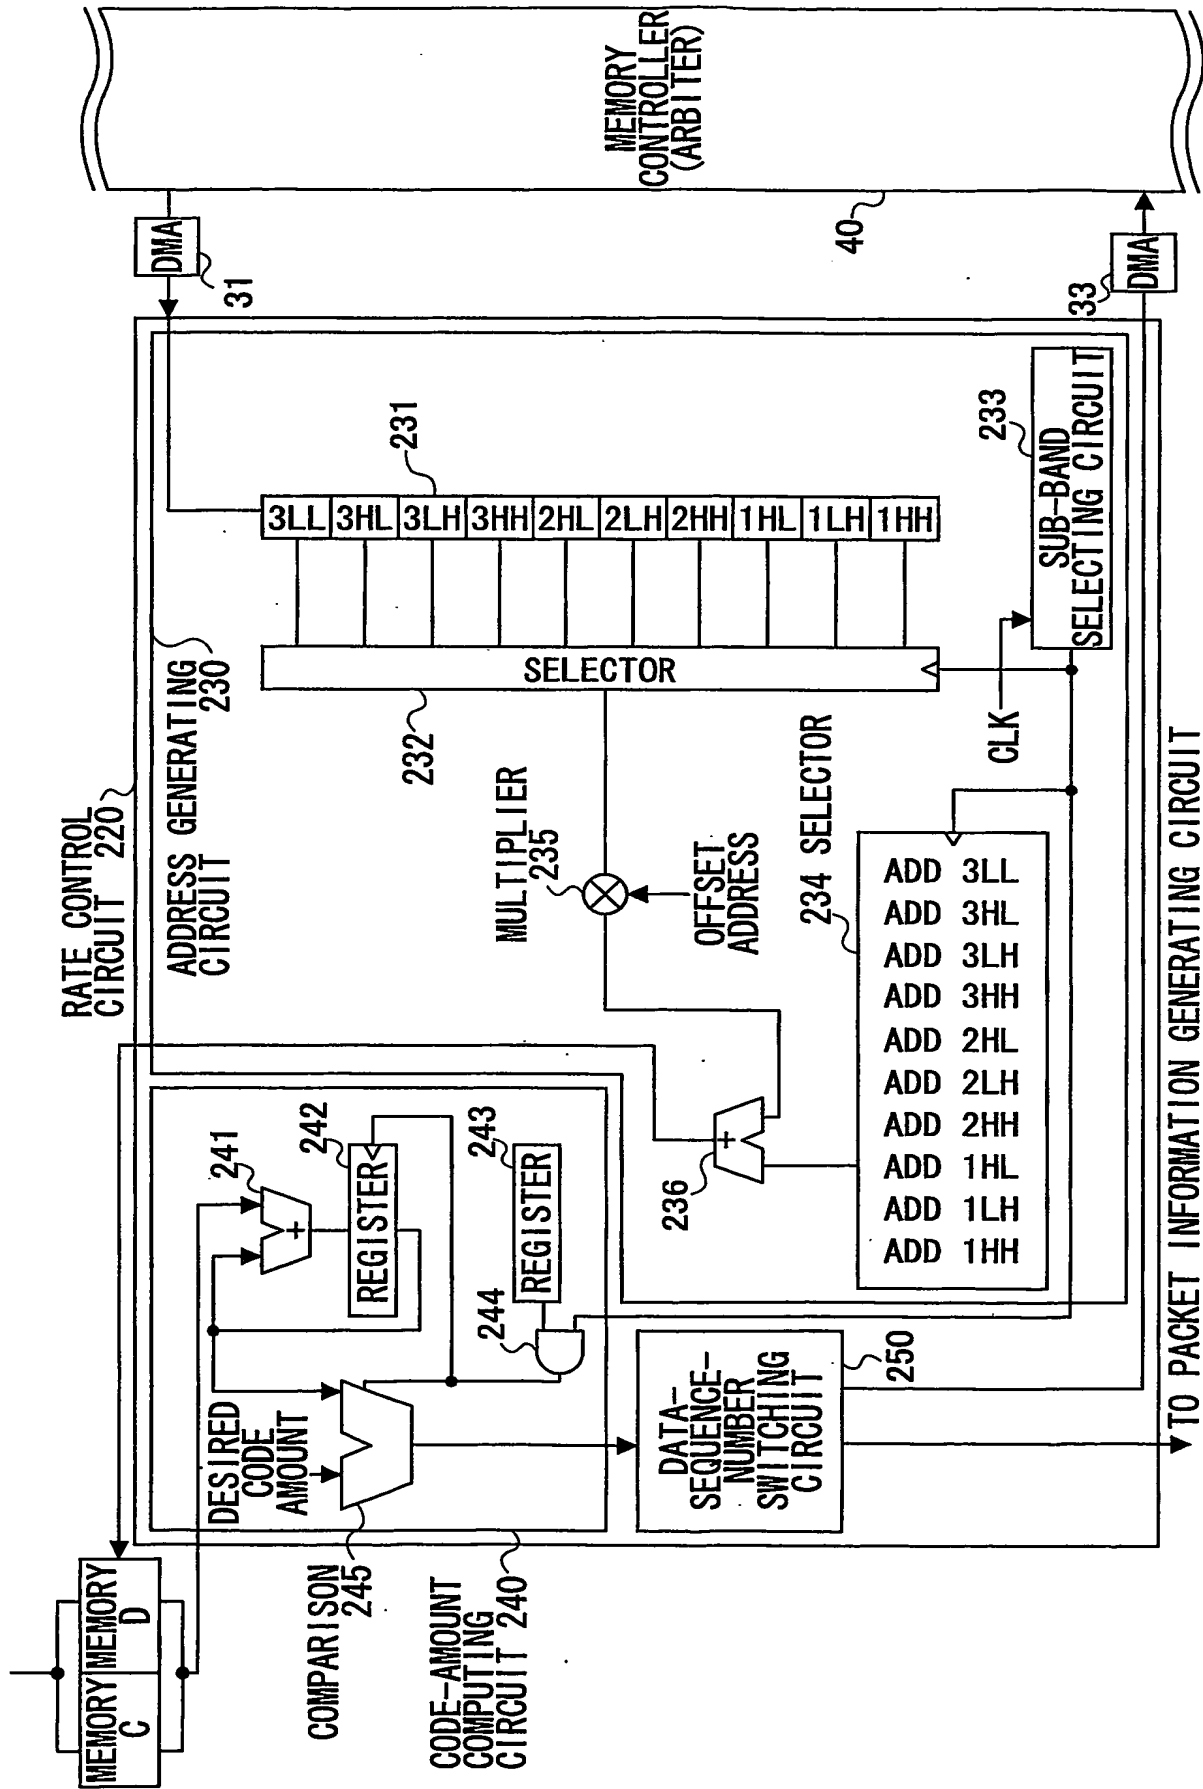 MEMORY
C
MEMORY
D
RATE CONTROL
CIRCUIT 220
ADDRESS GENERATING
CIRCUIT 230
DMA
31
MEMORY
CONTROLLER
(ARBITER)
40
COMPARISON
245
CODE-AMOUNT
COMPUTING
CIRCUIT 240
DESIRED
CODE
AMOUNT
241
+
REGISTER
242
REGISTER
243
244
MULTIPLIER
235
OFFSET
ADDRESS
236
+
232
SELECTOR
231
3LL
3HL
3LH
3HH
2HL
2LH
2HH
1HL
1LH
1HH
234 SELECTOR
ADD 3LL
ADD 3HL
ADD 3LH
ADD 3HH
ADD 2HL
ADD 2LH
ADD 2HH
ADD 1HL
ADD 1LH
ADD 1HH
CLK
SUB-BAND
SELECTING CIRCUIT
233
DATA-
SEQUENCE-
NUMBER
SWITCHING
CIRCUIT
250
33
DMA
TO PACKET INFORMATION GENERATING CIRCUIT